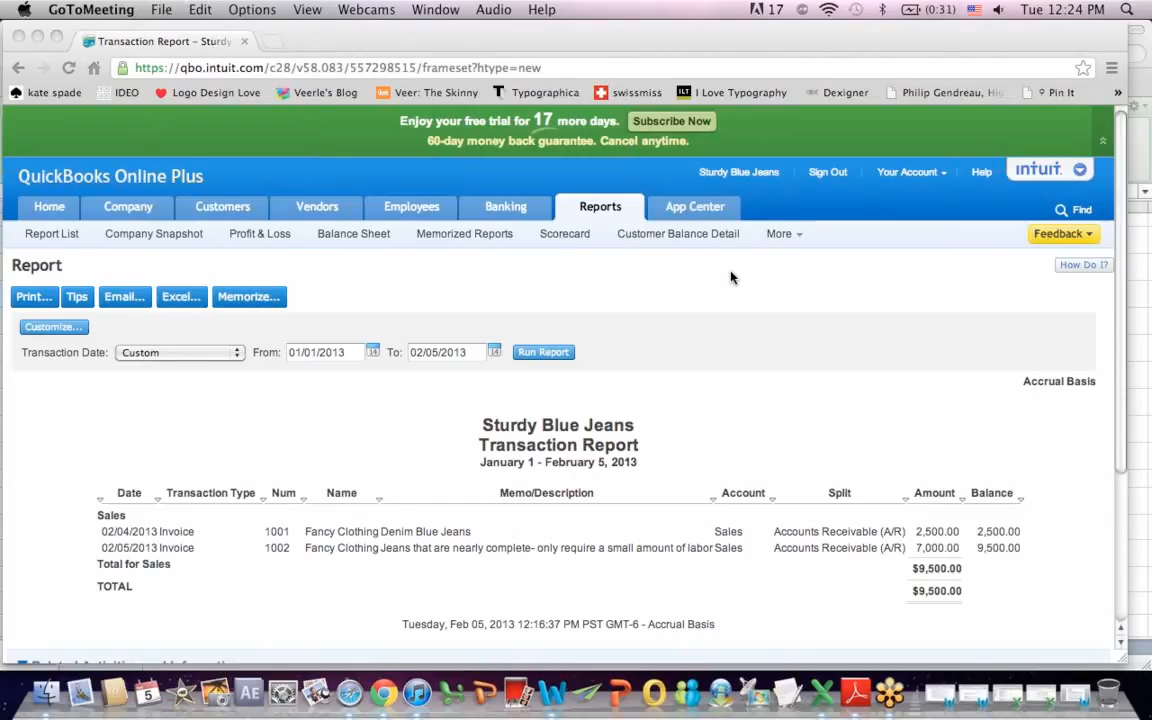 GoToMeeting File Edit Options View Webcams Window Audio Help 17 (0:31) Tue 12:24 PM
Transaction Report – Sturdy
https://qbo.intuit.com/c28/v58.083/557298515/frameset?htype=new
kate spade IDEO Logo Design Love Veerle's Blog Veer: The Skinny Typographica swissmiss ILT I Love Typography Dexigner Philip Gendreau, Hi Pin It »
Enjoy your free trial for 17 more days. Subscribe Now
60-day money back guarantee. Cancel anytime.
QuickBooks Online Plus Sturdy Blue Jeans Sign Out Your Account Help intuit.
Home Company Customers Vendors Employees Banking Reports App Center Find
Report List Company Snapshot Profit & Loss Balance Sheet Memorized Reports Scorecard Customer Balance Detail More Feedback
Report How Do I?
Print... Tips Email... Excel... Memorize...
Customize...
Transaction Date: Custom From: 01/01/2013 14 To: 02/05/2013 14 Run Report
Accrual Basis
Sturdy Blue Jeans
Transaction Report
January 1 - February 5, 2013
Date Transaction Type Num Name Memo/Description Account Split Amount Balance
Sales
02/04/2013 Invoice 1001 Fancy Clothing Denim Blue Jeans Sales Accounts Receivable (A/R) 2,500.00 2,500.00
02/05/2013 Invoice 1002 Fancy Clothing Jeans that are nearly complete- only require a small amount of labor Sales Accounts Receivable (A/R) 7,000.00 9,500.00
Total for Sales $9,500.00
TOTAL $9,500.00
Tuesday, Feb 05, 2013 12:16:37 PM PST GMT-6 - Accrual Basis
AE 5 W P O X